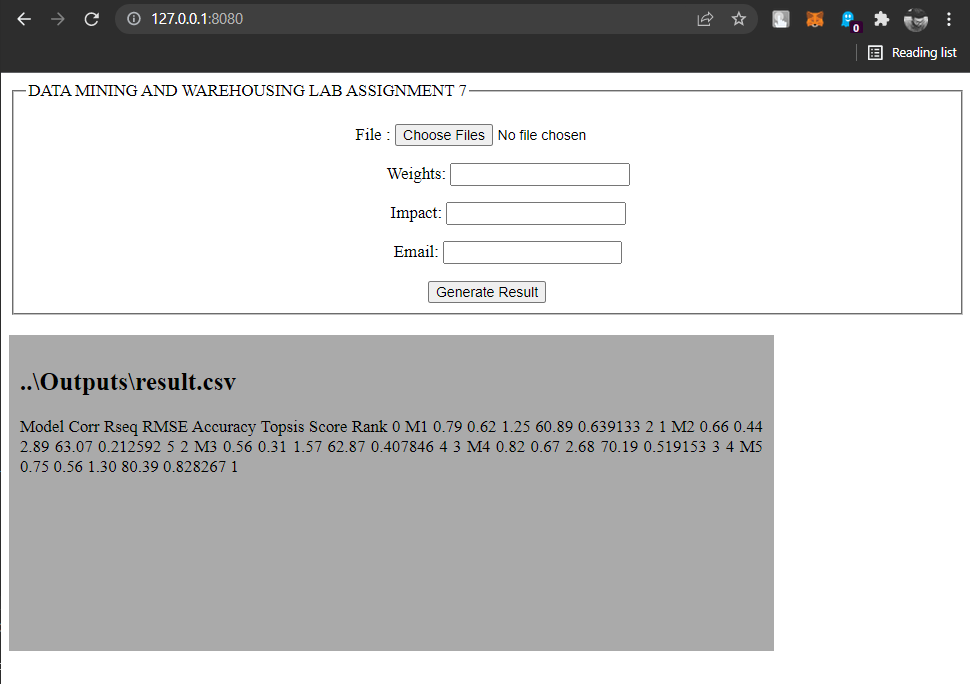 127.0.0.1:8080
0
Reading list
DATA MINING AND WAREHOUSING LAB ASSIGNMENT 7
File : Choose Files No file chosen
Weights:
Impact:
Email:
Generate Result
..\Outputs\result.csv
Model Corr Rseq RMSE Accuracy Topsis Score Rank 0 M1 0.79 0.62 1.25 60.89 0.639133 2 1 M2 0.66 0.44
2.89 63.07 0.212592 5 2 M3 0.56 0.31 1.57 62.87 0.407846 4 3 M4 0.82 0.67 2.68 70.19 0.519153 3 4 M5
0.75 0.56 1.30 80.39 0.828267 1